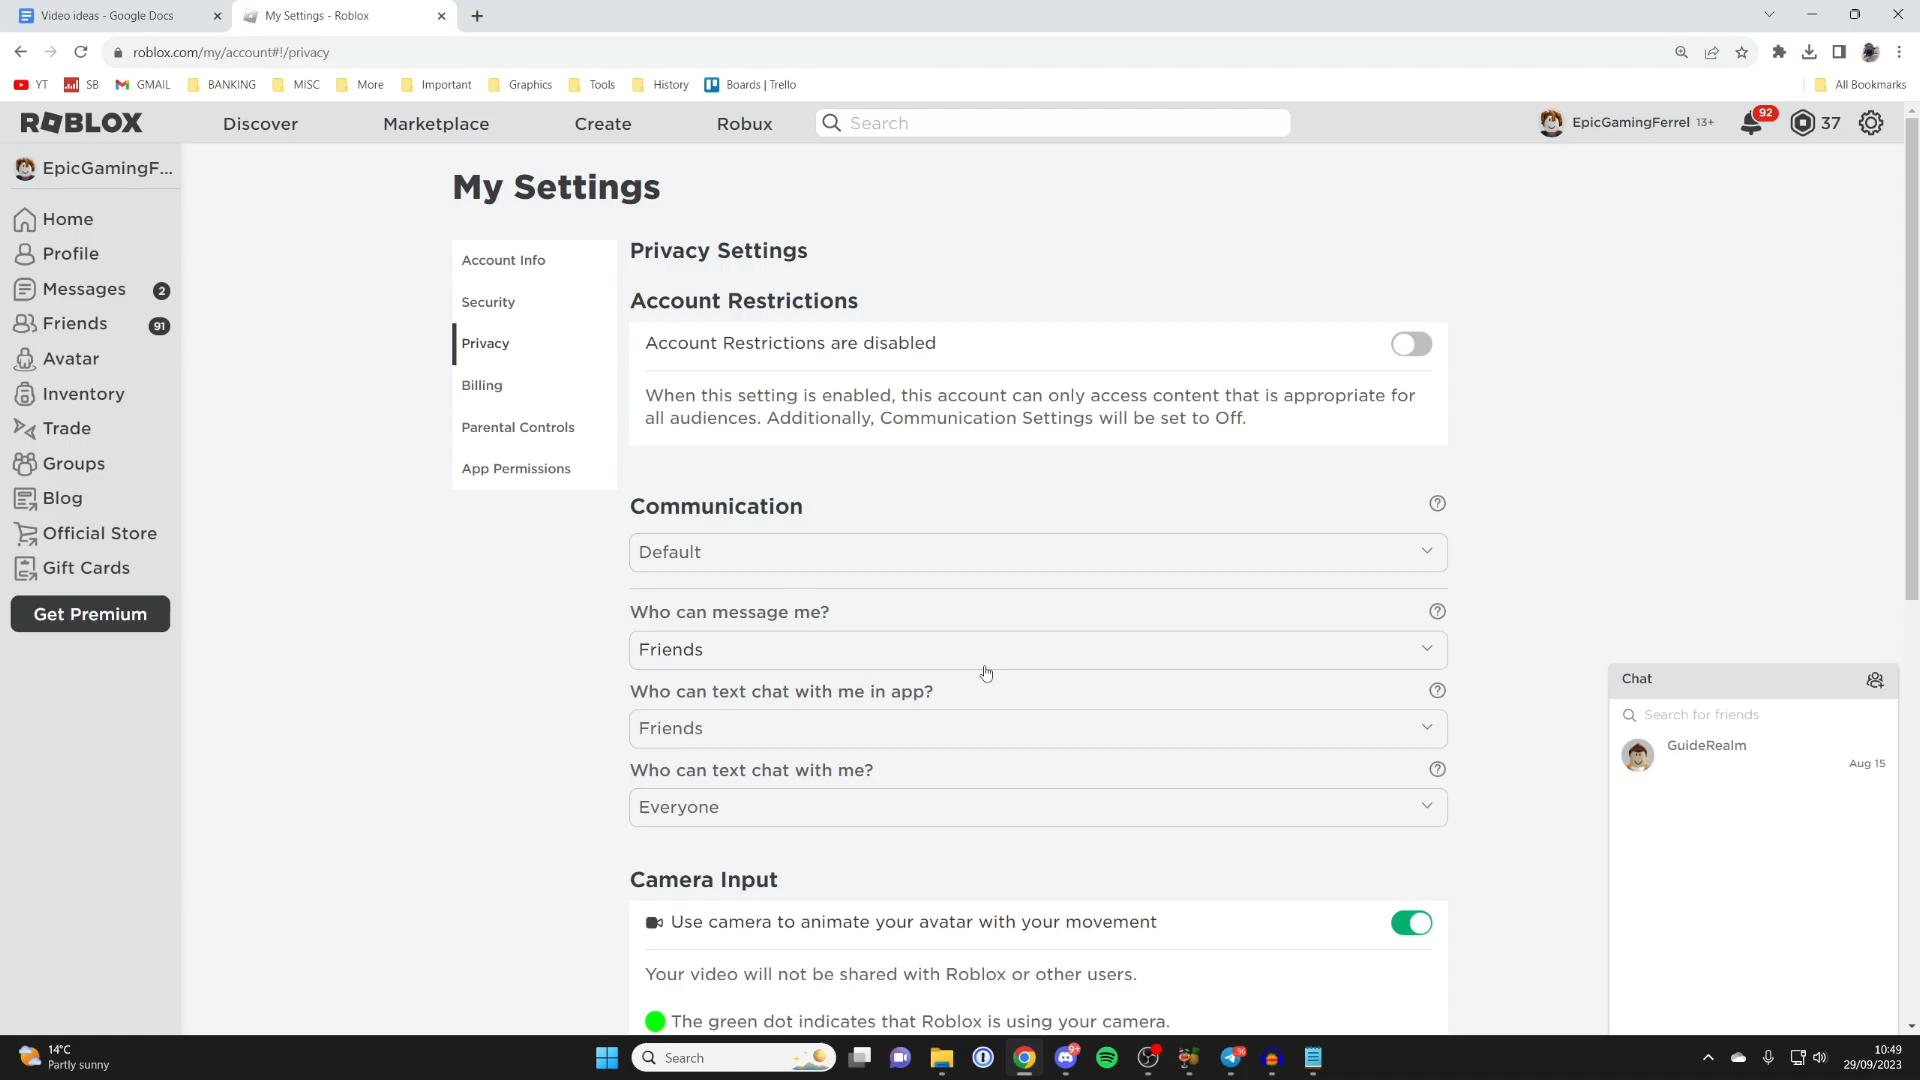 Video ideas - Google Docs
My Settings - Roblox
roblox.com/my/account#!/privacy
YT
SB
GMAIL
BANKING
MISC
More
Important
Graphics
Tools
History
Boards | Trello
All Bookmarks
ROBLOX
Discover
Marketplace
Create
Robux
Search
EpicGamingFerrel 13+
92
37
EpicGamingF...
Home
Profile
Messages 2
Friends 91
Avatar
Inventory
Trade
Groups
Blog
Official Store
Gift Cards
Get Premium
My Settings
Account Info
Security
Privacy
Billing
Parental Controls
App Permissions
Privacy Settings
Account Restrictions
Account Restrictions are disabled
When this setting is enabled, this account can only access content that is appropriate for
all audiences. Additionally, Communication Settings will be set to Off.
Communication
Default
Who can message me?
Friends
Who can text chat with me in app?
Friends
Who can text chat with me?
Everyone
Camera Input
Use camera to animate your avatar with your movement
Your video will not be shared with Roblox or other users.
The green dot indicates that Roblox is using your camera.
Chat
Search for friends
GuideRealm
Aug 15
14°C
Partly sunny
Search
9+
96
10:49
29/09/2023